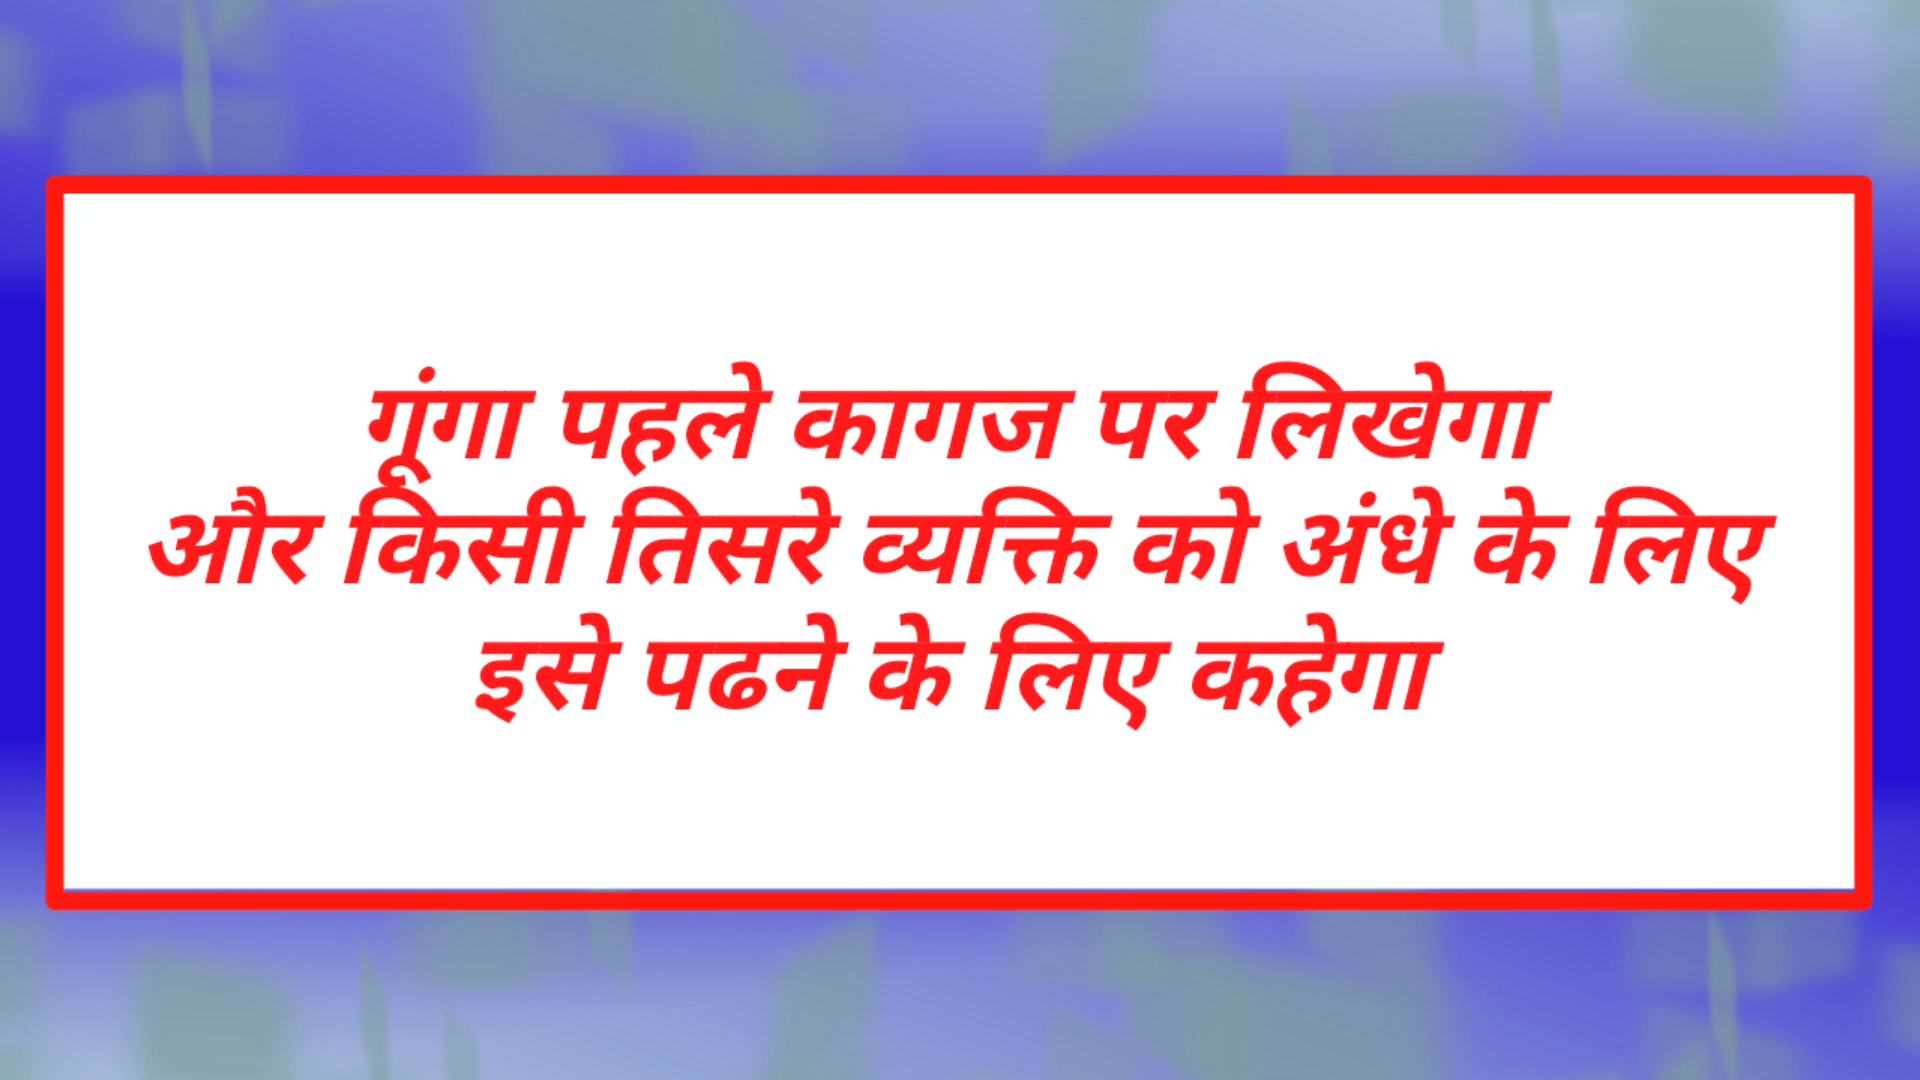 गूंगा पहले कागज पर लिखेगा
और किसी तिसरे व्यक्ति को अंधे के लिए
इसे पढने के लिए कहेगा